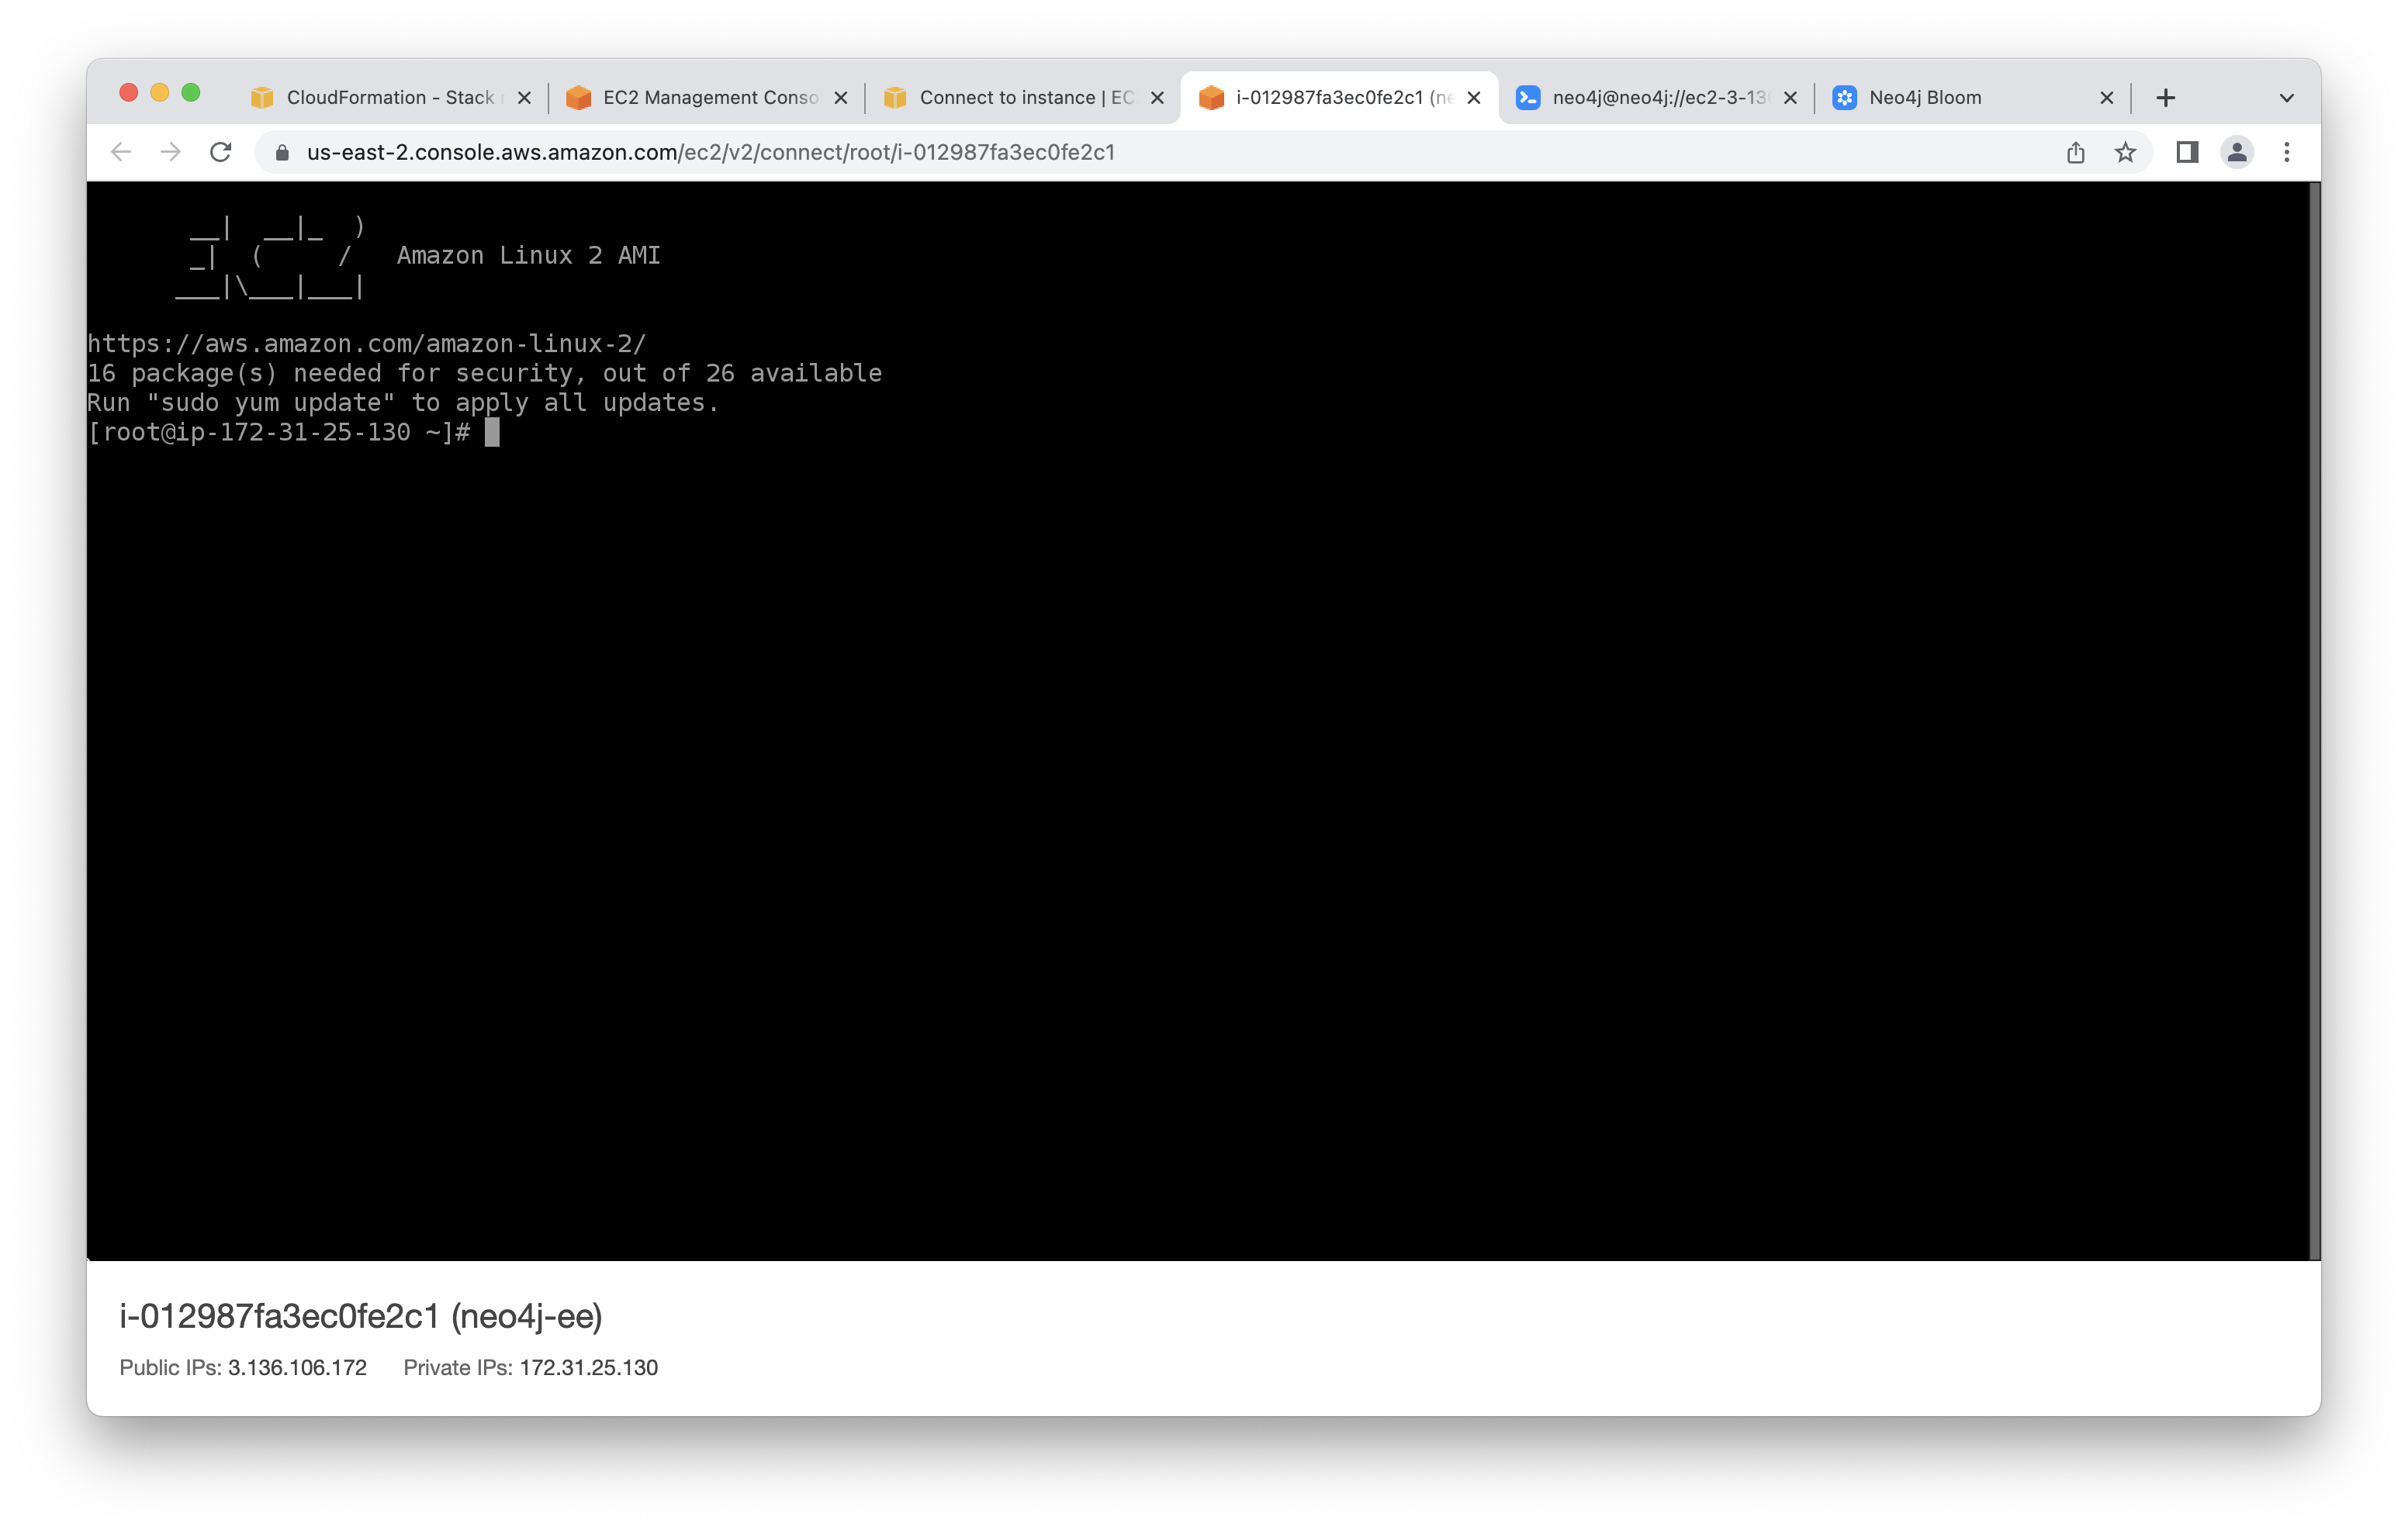 CloudFormation - Stack
EC2 Management Conso
Connect to instance | EC
i-012987fa3ec0fe2c1 (ne
neo4j@neo4j://ec2-3-13
Neo4j Bloom
us-east-2.console.aws.amazon.com/ec2/v2/connect/root/i-012987fa3ec0fe2c1
       __|  __|_  )
       _|  (     /   Amazon Linux 2 AMI
      ___|\___|___|
https://aws.amazon.com/amazon-linux-2/
16 package(s) needed for security, out of 26 available
Run "sudo yum update" to apply all updates.
[root@ip-172-31-25-130 ~]#
i-012987fa3ec0fe2c1 (neo4j-ee)
Public IPs: 3.136.106.172 Private IPs: 172.31.25.130